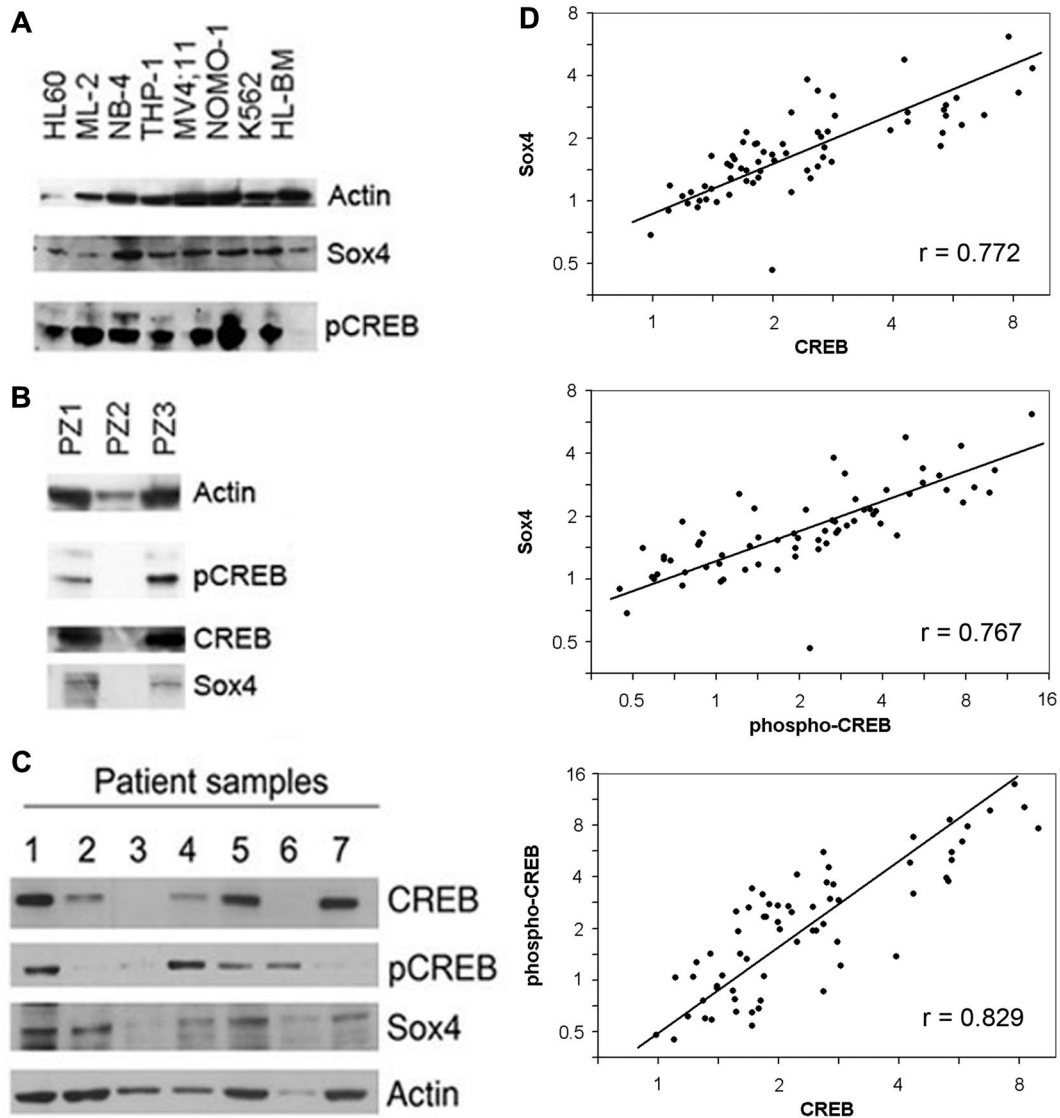 A
HL60
ML-2
NB-4
THP-1
MV4;11
NOMO-1
K562
HL-BM
Actin
Sox4
pCREB
B
PZ1
PZ2
PZ3
Actin
pCREB
CREB
Sox4
C
Patient samples
1 2 3 4 5 6 7
CREB
pCREB
Sox4
Actin
D
8
4
2
1
0.5
Sox4
r = 0.772
1 2 4 8
CREB
8
4
2
1
0.5
Sox4
r = 0.767
0.5 1 2 4 8 16
phospho-CREB
16
8
4
2
1
0.5
phospho-CREB
r = 0.829
1 2 4 8
CREB